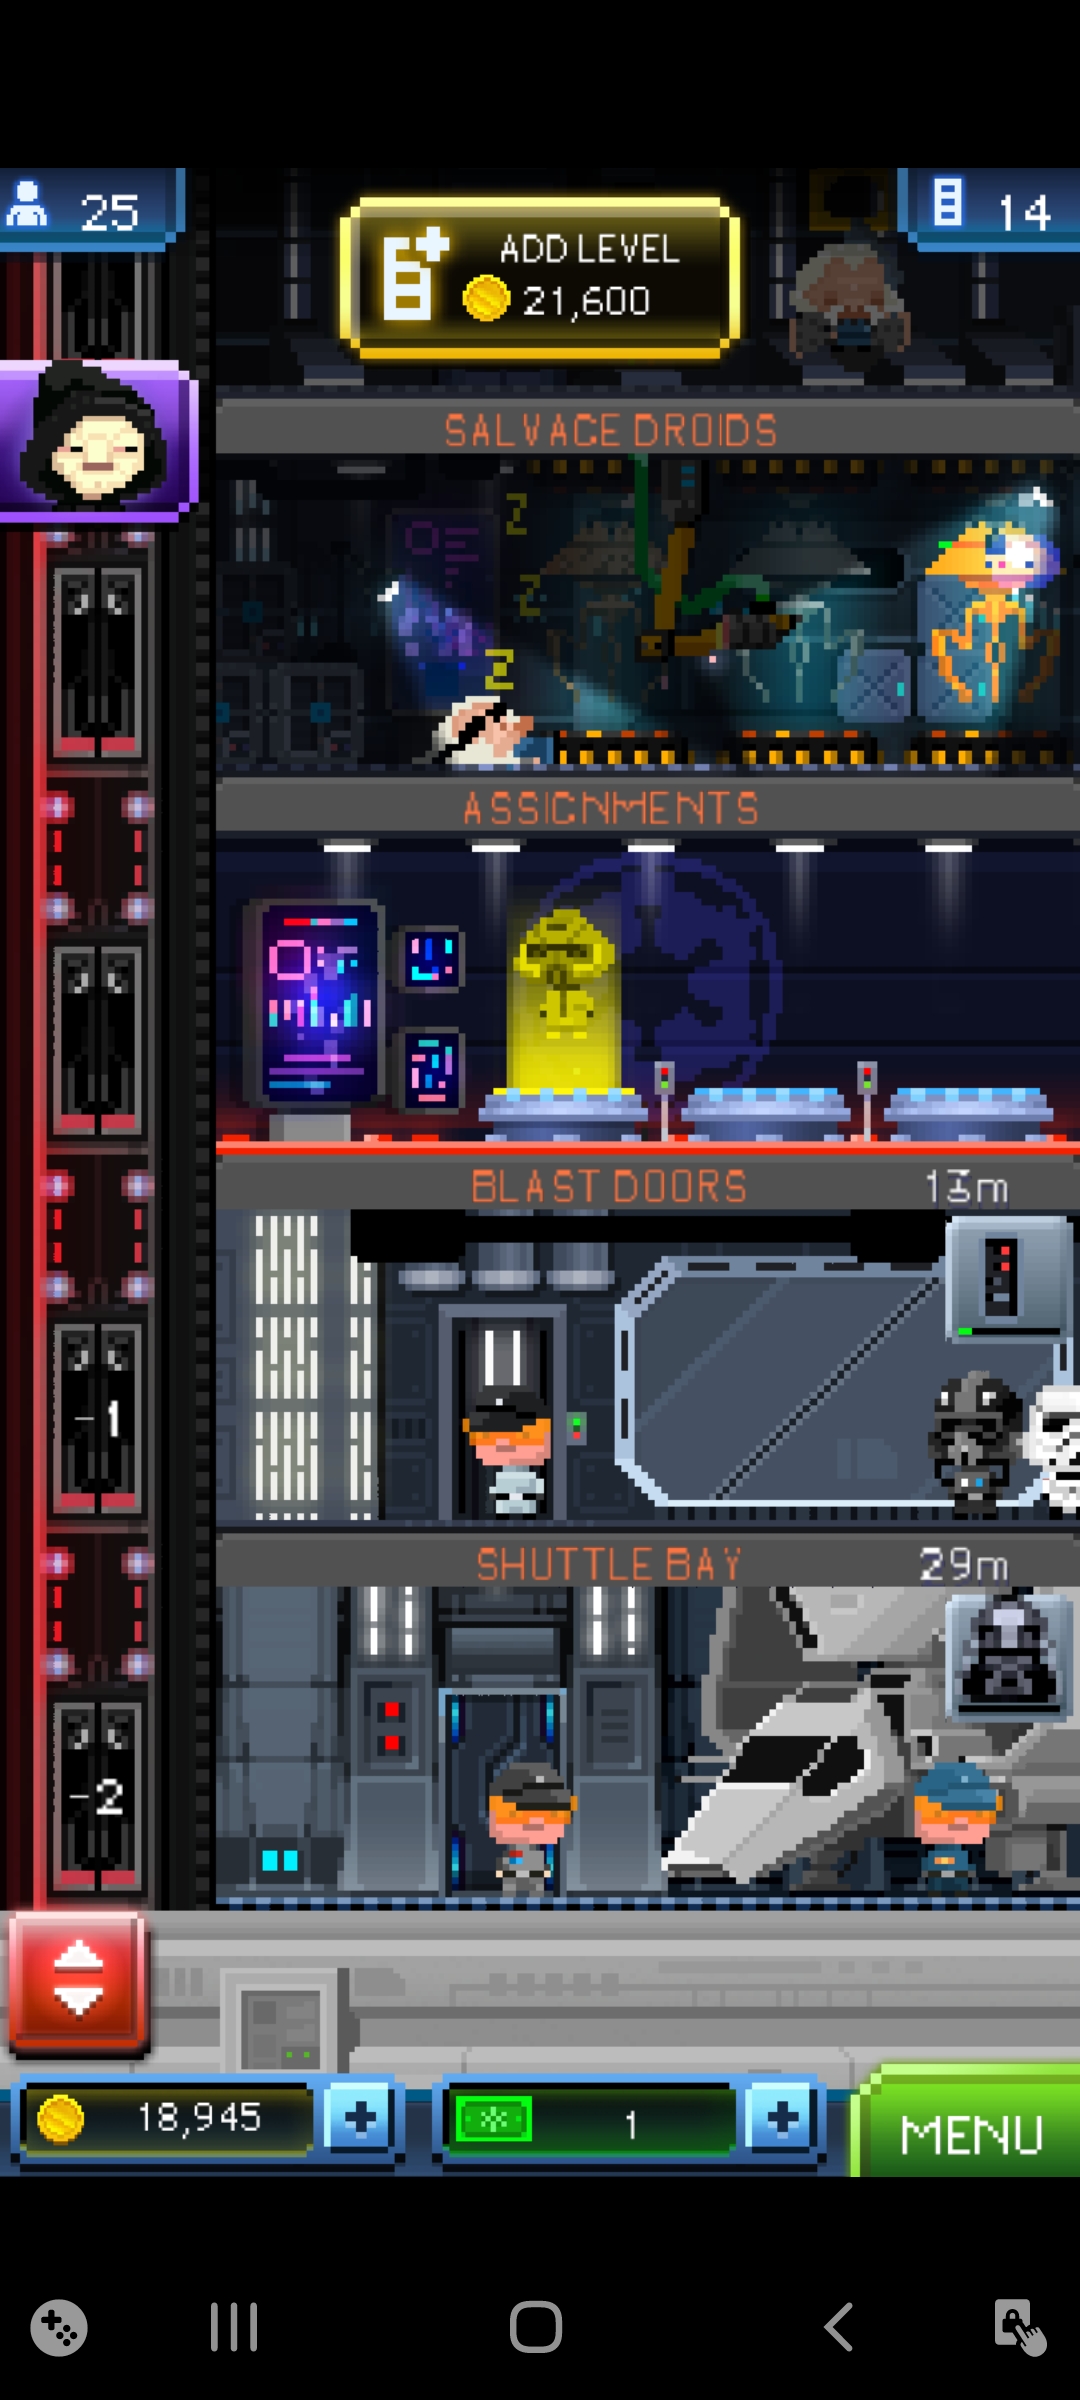 25
ADD LEVEL
21,600
14
SALVAGE DROIDS
Z
Z
Z
ASSIGNMENTS
BLAST DOORS
13m
-1
SHUTTLE BAY
29m
-2
18,945
1
MENU